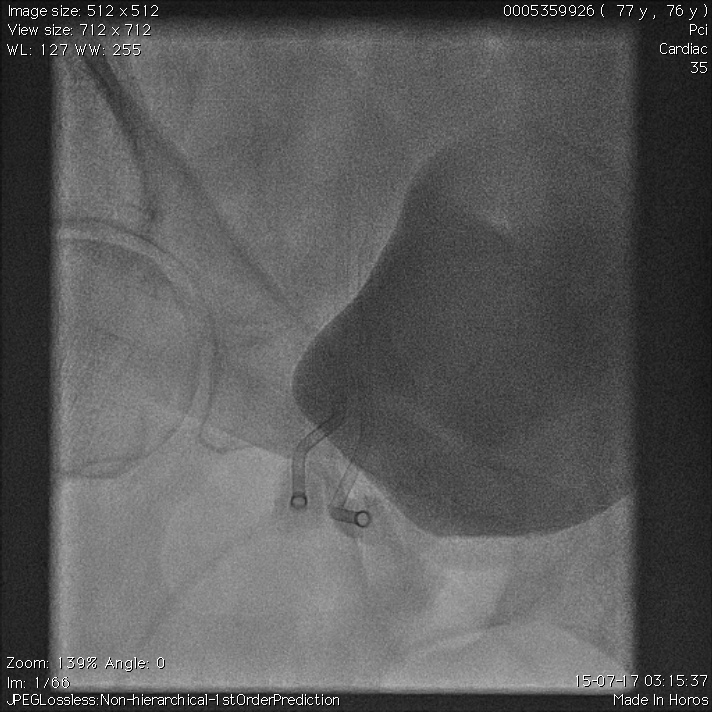 Image size: 512 x 512
View size: 712 x 712
WL: 127 WW: 255
0005359926 ( 77 y , 76 y )
Pci
Cardiac
35
Zoom: 139% Angle: 0
Im: 1/66
JPEGLossless:Non-hierarchical-1stOrderPrediction
15-07-17 03:15:37
Made In Horos